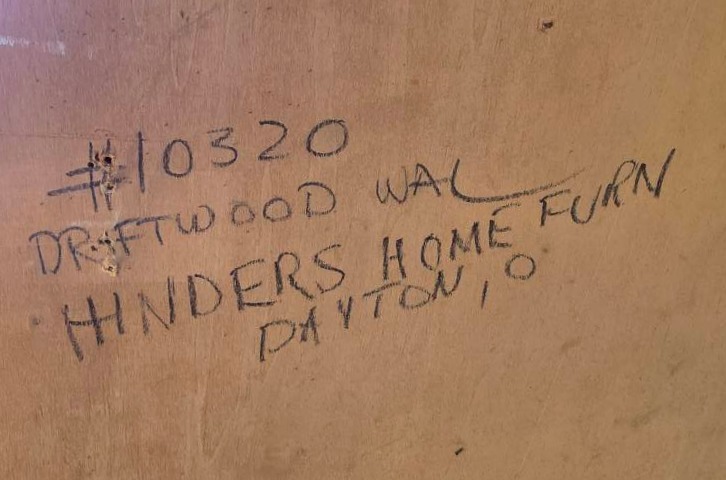 #10320
DRIFTWOOD WAL
HINDERS HOME FURN
DAYTON, O